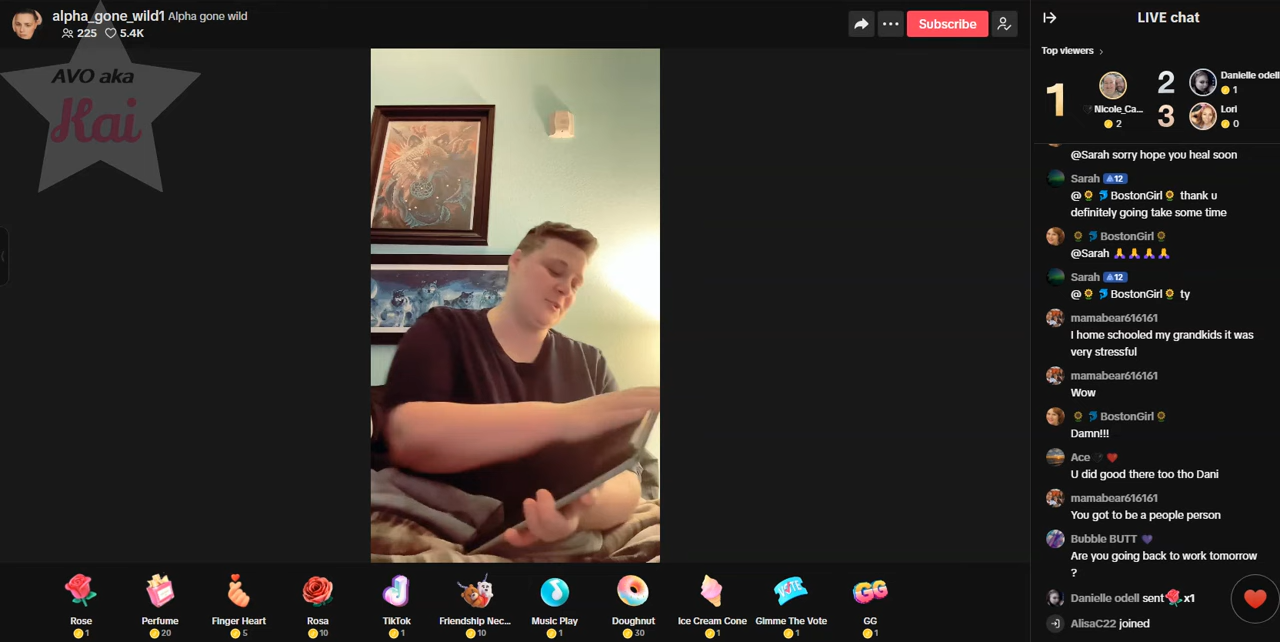 alpha_gone_wild1 Alpha gone wild
225 5.4K
Subscribe
AVO aka
Kai
LIVE chat
Top viewers
1
Nicole_Ca...
2
2
Danielle odell
1
3
Lori
0
@Sarah sorry hope you heal soon
Sarah 12
@ BostonGirl thank u
definitely going take some time
BostonGirl
@Sarah
Sarah 12
@ BostonGirl ty
mamabear616161
I home schooled my grandkids it was
very stressful
mamabear616161
Wow
BostonGirl
Damn!!!
Ace
U did good there too tho Dani
mamabear616161
You got to be a people person
Bubble BUTT
Are you going back to work tomorrow
?
Danielle odell sent x1
AlisaC22 joined
Rose
1
Perfume
20
Finger Heart
5
Rosa
10
TikTok
1
Friendship Nec...
10
Music Play
1
Doughnut
30
Ice Cream Cone
1
VOTE
Gimme The Vote
1
GG
GG
1